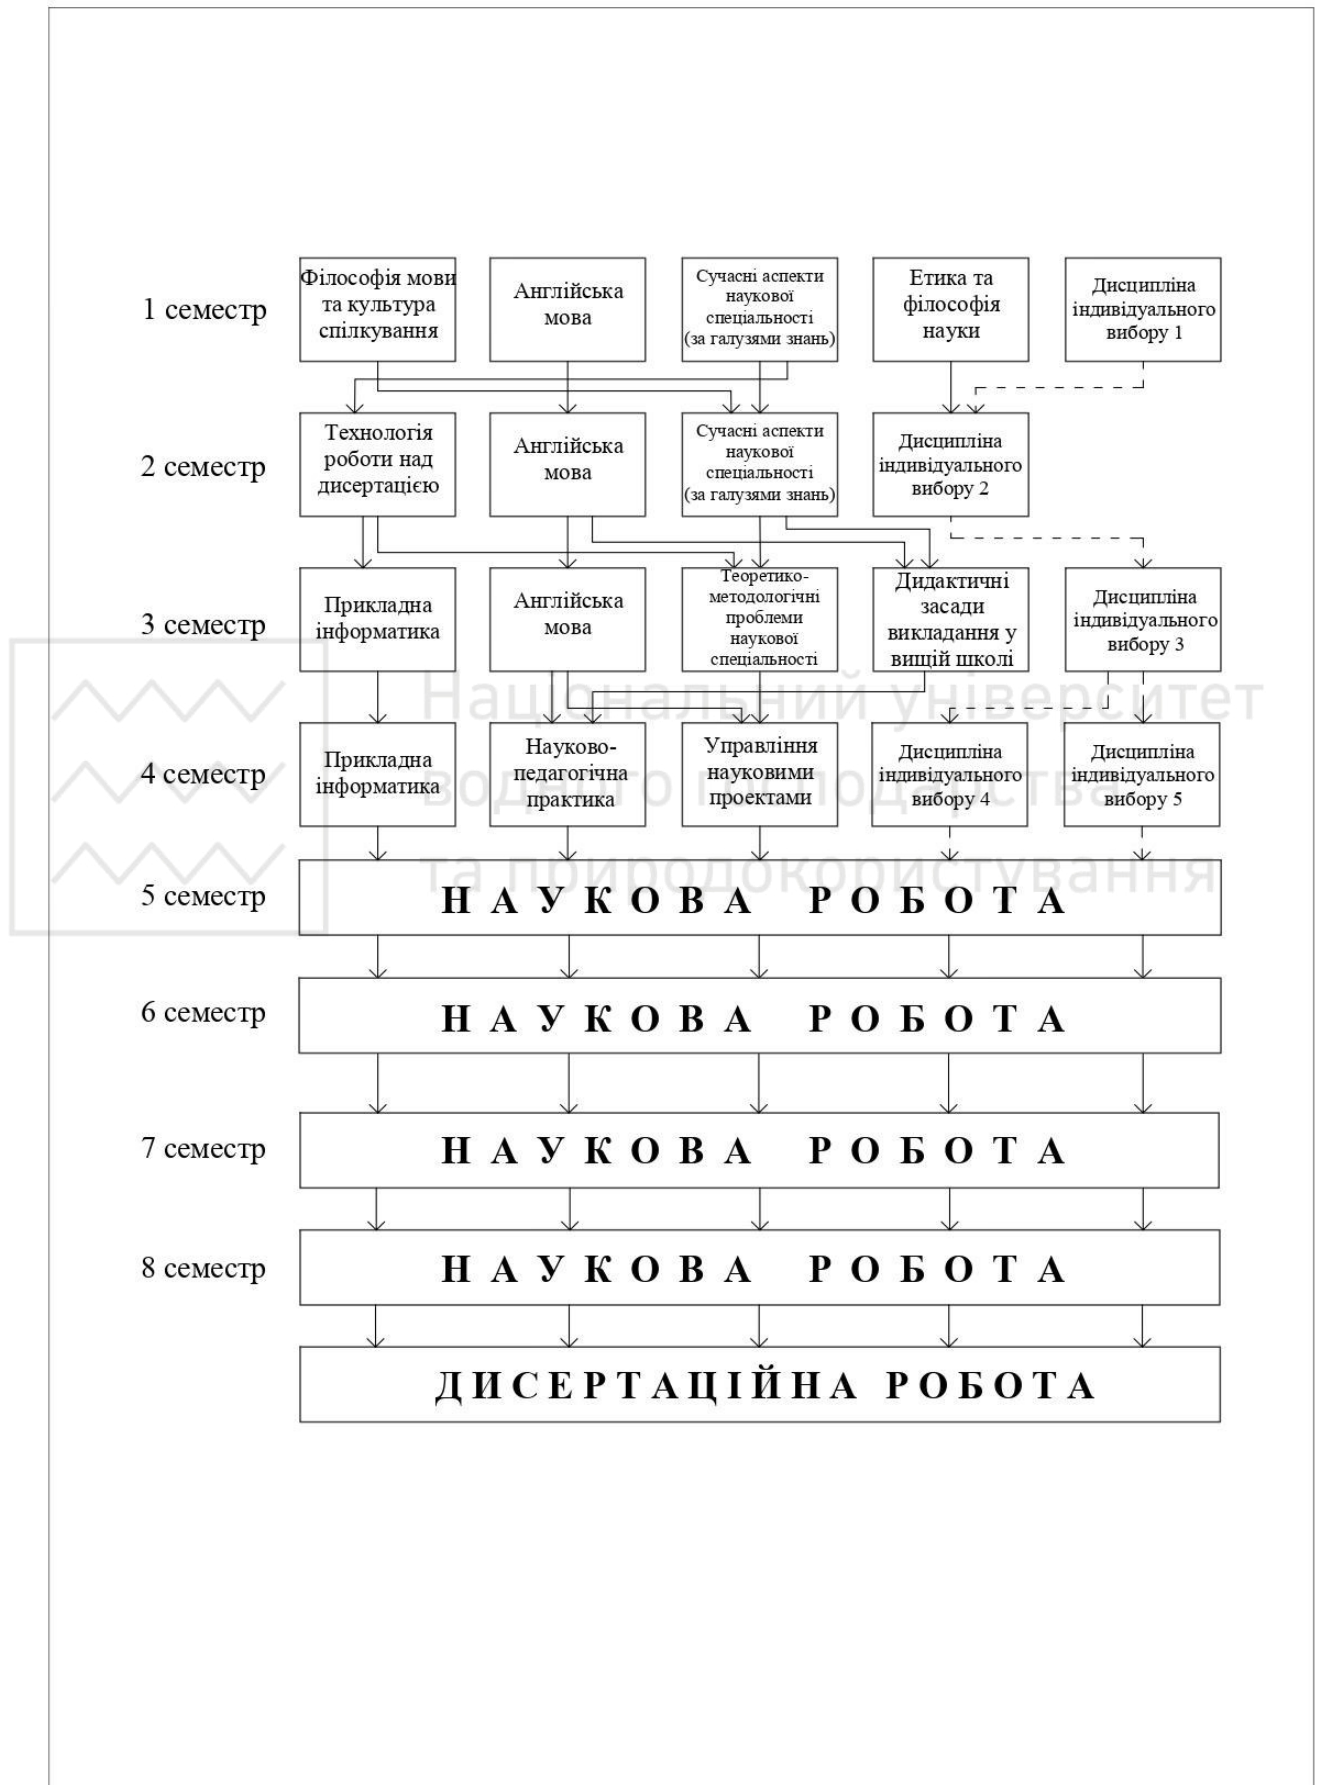 1 семестр
Філософія мови
та культура
спілкування
Англійська
мова
Сучасні аспекти
наукової
спеціальності
(за галузями знань)
Етика та
філософія
науки
Дисципліна
індивідуального
вибору 1
2 семестр
Технологія
роботи над
дисертацією
Англійська
мова
Сучасні аспекти
наукової
спеціальності
(за галузями знань)
Дисципліна
індивідуального
вибору 2
3 семестр
Прикладна
інформатика
Англійська
мова
Теоретико-
методологічні
проблеми
наукової
спеціальності
Дидактичні
засади
викладання у
вищій школі
Дисципліна
індивідуального
вибору 3
4 семестр
Прикладна
інформатика
Науково-
педагогічна
практика
Управління
науковими
проектами
Дисципліна
індивідуального
вибору 4
Дисципліна
індивідуального
вибору 5
Національний університет
водного господарства
та природокористування
5 семестр
НАУКОВА РОБОТА
6 семестр
НАУКОВА РОБОТА
7 семестр
НАУКОВА РОБОТА
8 семестр
НАУКОВА РОБОТА
ДИСЕРТАЦІЙНА РОБОТА